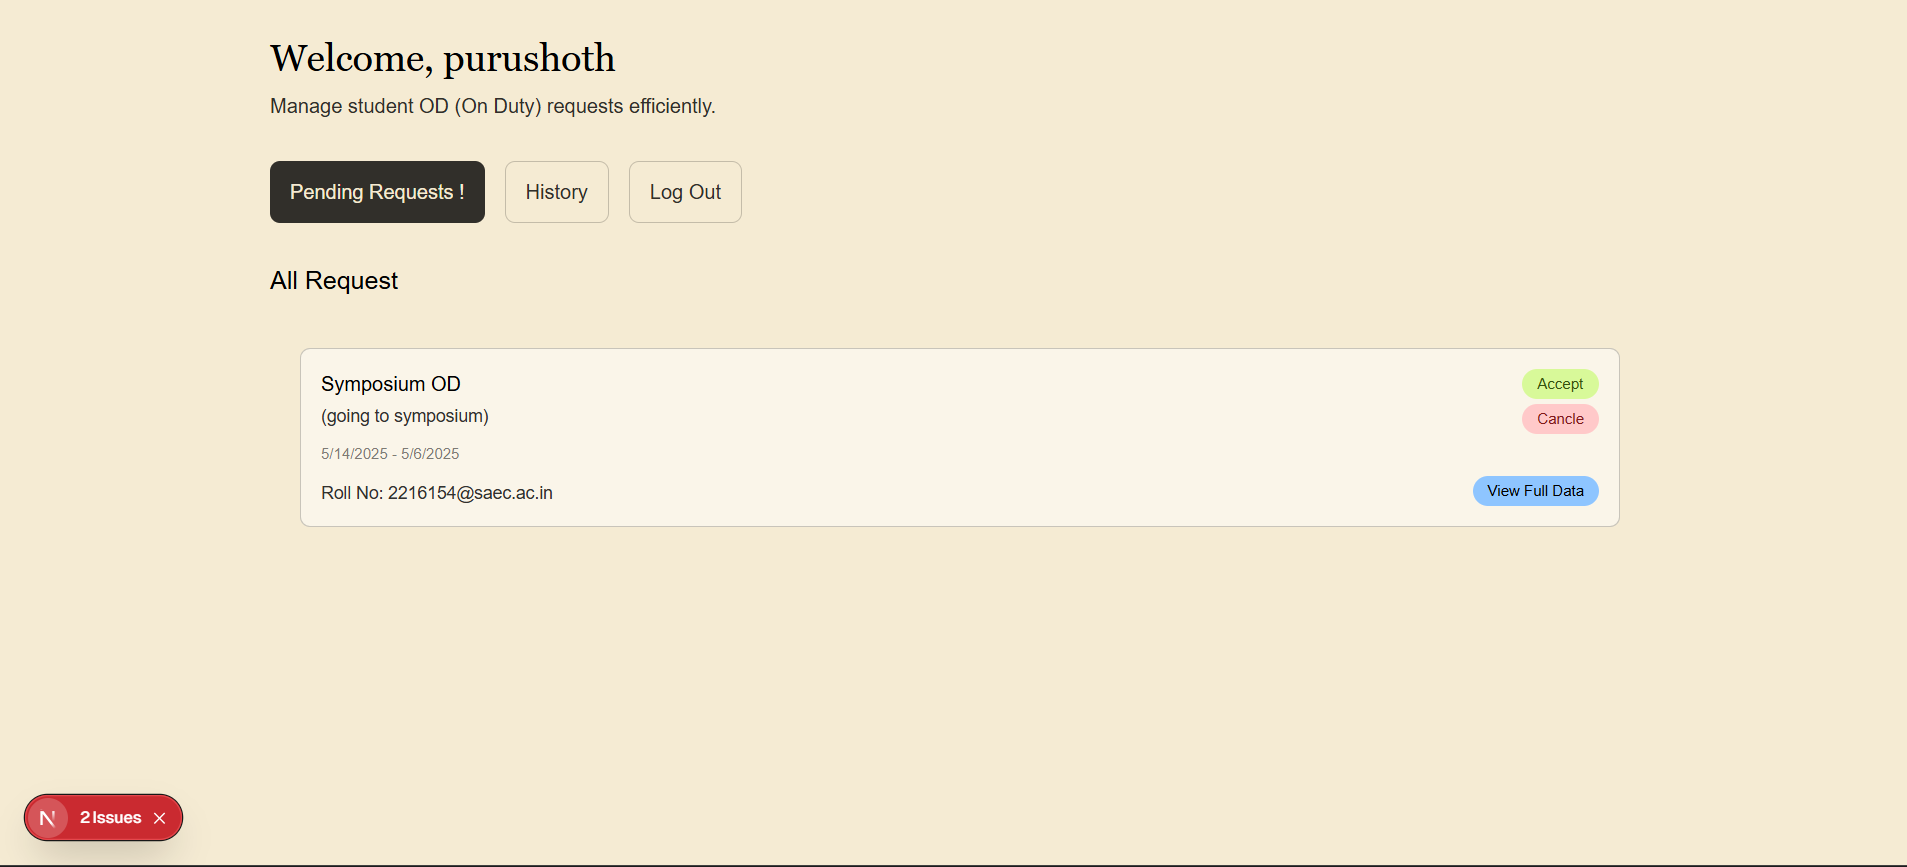 Welcome, purushoth
Manage student OD (On Duty) requests efficiently.
Pending Requests !
History
Log Out
All Request
Symposium OD
Accept
(going to symposium)
Cancle
5/14/2025 - 5/6/2025
Roll No: 2216154@saec.ac.in
View Full Data
N
2 Issues